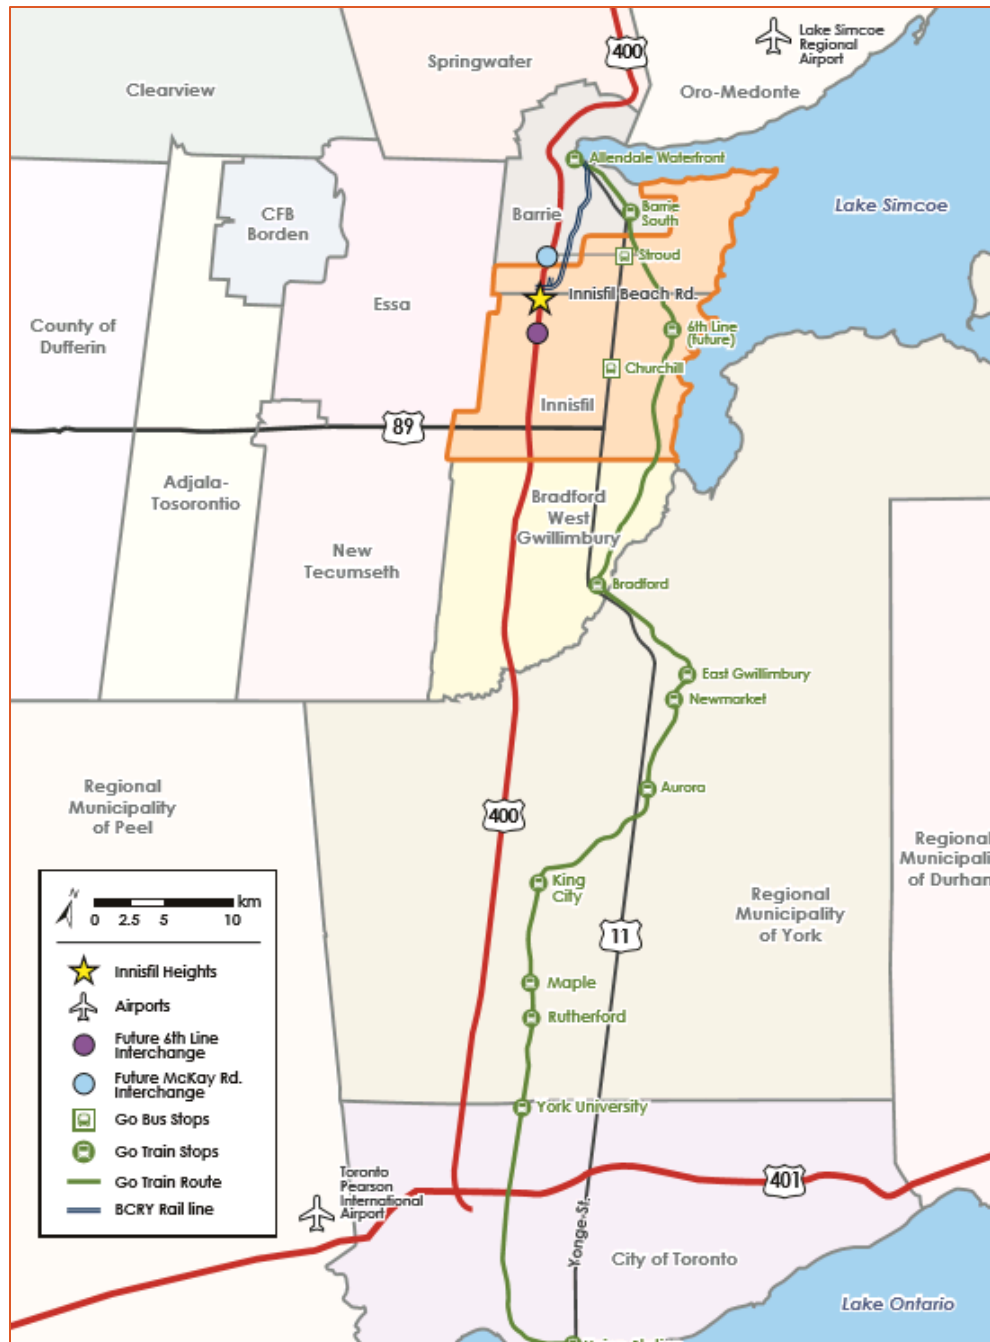 400
Lake Simcoe
Regional
Airport
Springwater
Clearview
Oro-Medonte
Allendale Waterfront
CFB
Borden
Barrie
Barrie
South
Lake Simcoe
Stroud
Innisfil Beach Rd.
Essa
County of
Dufferin
6th Line
(future)
Churchill
Innisfil
89
Adjala-
Tosorontio
Bradford
West
Gwillimbury
New
Tecumseth
Bradford
East Gwillimbury
Newmarket
Regional
Municipality
of Peel
Aurora
400
Regional
Municipali
of Durhan
King
City
Regional
Municipality
of York
11
Maple
Rutherford
York University
N
km
0 2.5 5 10
Innisfil Heights
Airports
Future 6th Line
Interchange
Future McKay Rd.
Interchange
Go Bus Stops
Go Train Stops
Go Train Route
BCRY Rail line
Toronto
Pearson
International
Airport
401
Yonge St.
City of Toronto
Lake Ontario